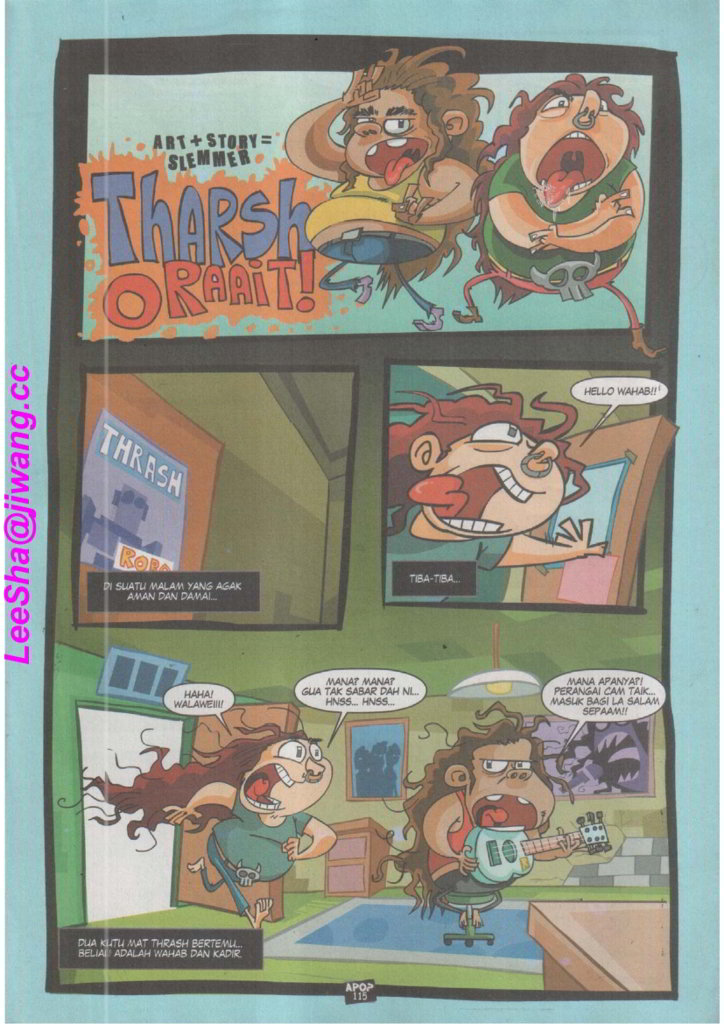 ART + STORY =
SLEMMER
THARSH
ORAAIT!
THRASH
ROBO
DI SUATU MALAM YANG AGAK
AMAN DAN DAMAI...
HELLO WAHAB!!
TIBA-TIBA...
HAHA!
WALAWEIII!
MANA? MANA?
GUA TAK SABAR DAH NI...
HNSS... HNSS...
MANA APANYA?!
PERANGAI CAM TAIK...
MASUK BAGI LA SALAM
SEPAAM!!
DUA KUTU MAT THRASH BERTEMU...
BELIAU ADALAH WAHAB DAN KADIR.
APO?
115
LeeSha@jiwang.cc